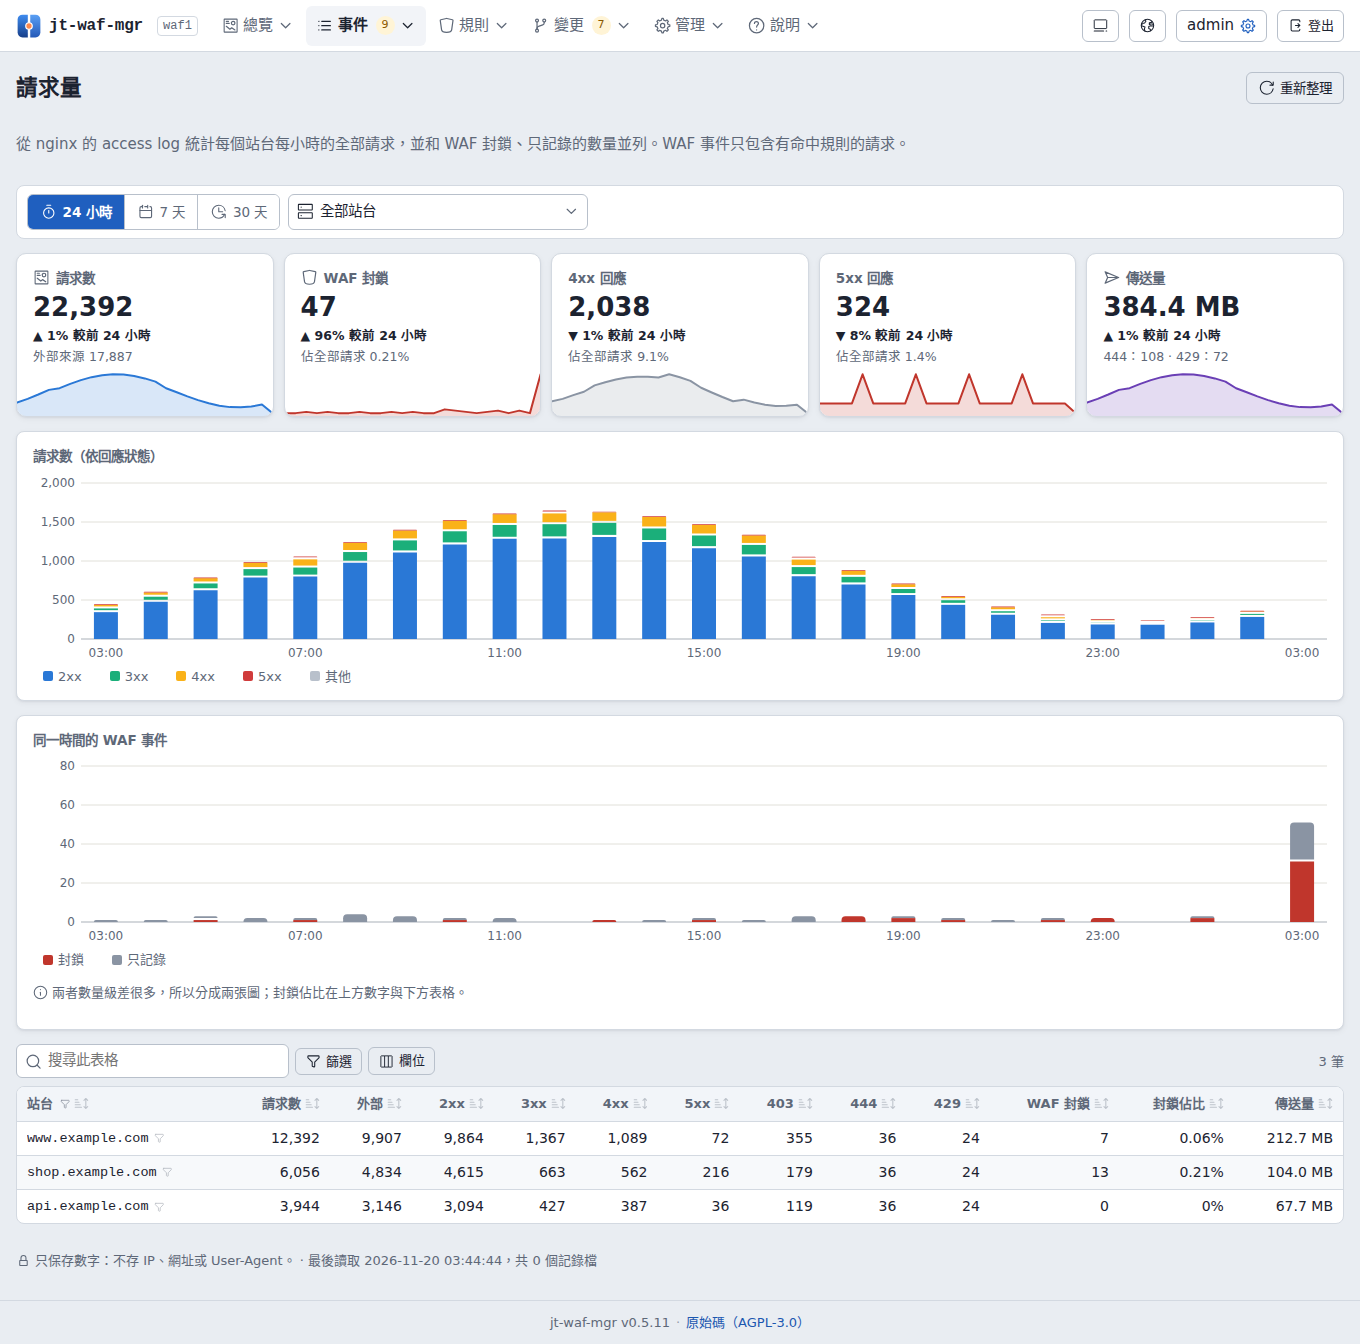 jt-waf-mgr waf1 總覽 事件 9 規則 變更 7 管理 說明 admin 登出
請求量 重新整理
從 nginx 的 access log 統計每個站台每小時的全部請求，並和 WAF 封鎖、只記錄的數量並列。WAF 事件只包含有命中規則的請求。
24 小時 7 天 30 天 全部站台
請求數 WAF 封鎖 4xx 回應 5xx 回應 傳送量
22,392 47 2,038 324 384.4 MB
▲ 1% 較前 24 小時 ▲ 96% 較前 24 小時 ▼ 1% 較前 24 小時 ▼ 8% 較前 24 小時 ▲ 1% 較前 24 小時
外部來源 17,887 佔全部請求 0.21% 佔全部請求 9.1% 佔全部請求 1.4% 444：108 · 429：72
請求數（依回應狀態）
2,000
1,500
1,000
500
0
03:00 07:00 11:00 15:00 19:00 23:00 03:00
2xx 3xx 4xx 5xx 其他
同一時間的 WAF 事件
80
60
40
20
0
03:00 07:00 11:00 15:00 19:00 23:00 03:00
封鎖 只記錄
兩者數量級差很多，所以分成兩張圖；封鎖佔比在上方數字與下方表格。
搜尋此表格 篩選 欄位 3 筆
站台 請求數 外部 2xx 3xx 4xx 5xx 403 444 429 WAF 封鎖 封鎖佔比 傳送量
www.example.com 12,392 9,907 9,864 1,367 1,089 72 355 36 24 7 0.06% 212.7 MB
shop.example.com 6,056 4,834 4,615 663 562 216 179 36 24 13 0.21% 104.0 MB
api.example.com 3,944 3,146 3,094 427 387 36 119 36 24 0 0% 67.7 MB
只保存數字：不存 IP、網址或 User-Agent。 · 最後讀取 2026-11-20 03:44:44，共 0 個記錄檔
jt-waf-mgr v0.5.11 · 原始碼（AGPL-3.0）